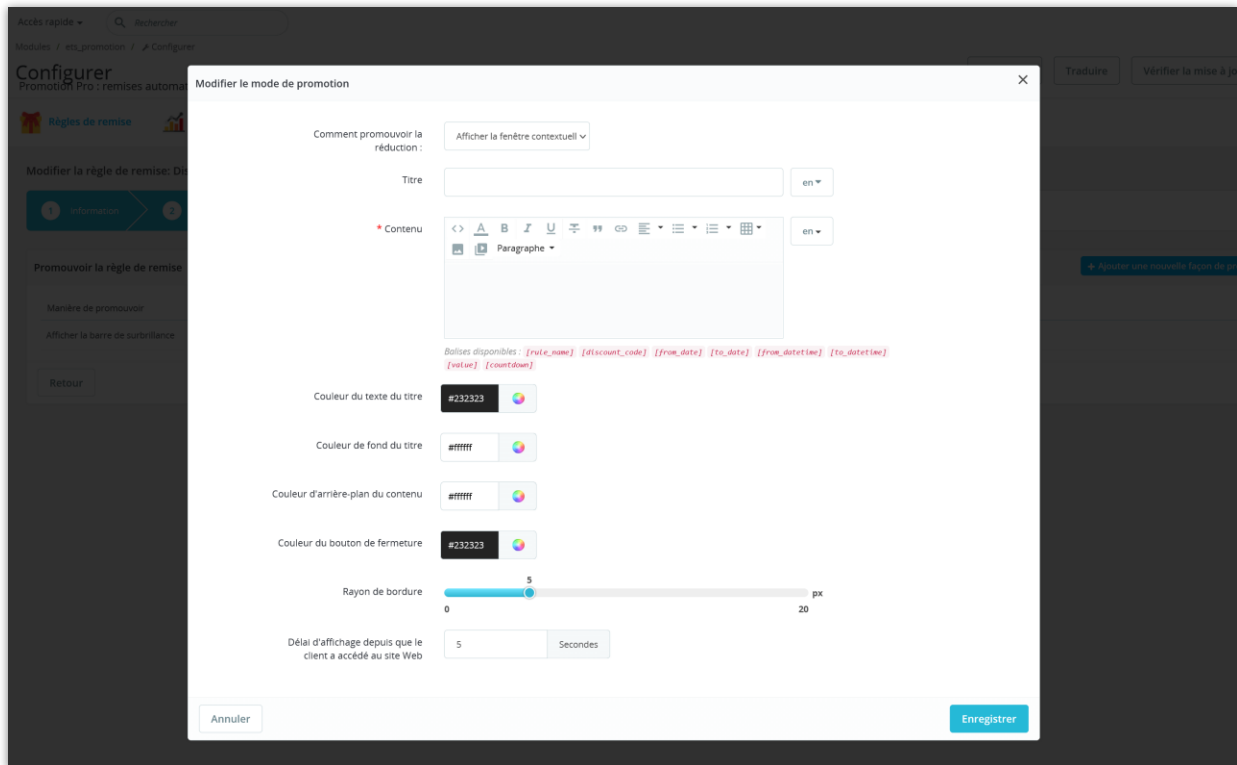 Accès rapide
Rechercher
Modules / ets_promotion / Configurer
Configurer
Promotion Pro : remises automat
Traduire
Vérifier la mise à jo
Règles de remise
Modifier la règle de remise: Dis
1 Information 2
Promouvoir la règle de remise
+ Ajouter une nouvelle façon de pro
Manière de promouvoir
Afficher la barre de surbrillance
Retour
Modifier le mode de promotion
Comment promouvoir la
réduction :
Afficher la fenêtre contextuell
Titre
en
* Contenu
en
Paragraphe
Balises disponibles : [rule_name] [discount_code] [from_date] [to_date] [from_datetime] [to_datetime]
[value] [countdown]
Couleur du texte du titre
#232323
Couleur de fond du titre
#ffffff
Couleur d'arrière-plan du contenu
#ffffff
Couleur du bouton de fermeture
#232323
5
Rayon de bordure
px
0 20
Délai d'affichage depuis que le
client a accédé au site Web
5 Secondes
Annuler
Enregistrer